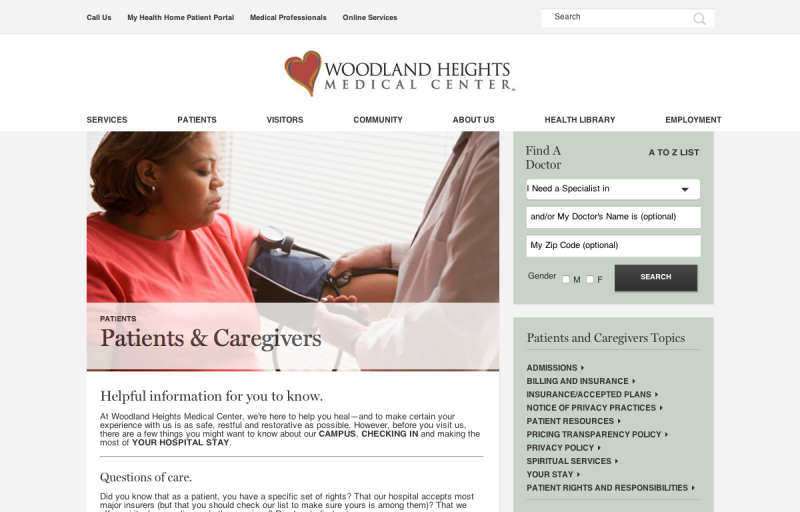 Call Us My Health Home Patient Portal Medical Professionals Online Services Search
WOODLAND HEIGHTS
MEDICAL CENTER
SERVICES PATIENTS VISITORS COMMUNITY ABOUT US HEALTH LIBRARY EMPLOYMENT
PATIENTS
Patients & Caregivers
Helpful information for you to know.
At Woodland Heights Medical Center, we're here to help you heal—and to make certain your
experience with us is as safe, restful and restorative as possible. However, before you visit us,
there are a few things you might want to know about our CAMPUS, CHECKING IN and making the
most of YOUR HOSPITAL STAY.
Questions of care.
Did you know that as a patient, you have a specific set of rights? That our hospital accepts most
major insurers (but that you should check our list to make sure yours is among them)? That we
Find A
Doctor
A TO Z LIST
I Need a Specialist in
and/or My Doctor's Name is (optional)
My Zip Code (optional)
Gender M F SEARCH
Patients and Caregivers Topics
ADMISSIONS
BILLING AND INSURANCE
INSURANCE/ACCEPTED PLANS
NOTICE OF PRIVACY PRACTICES
PATIENT RESOURCES
PRICING TRANSPARENCY POLICY
PRIVACY POLICY
SPIRITUAL SERVICES
YOUR STAY
PATIENT RIGHTS AND RESPONSIBILITIES